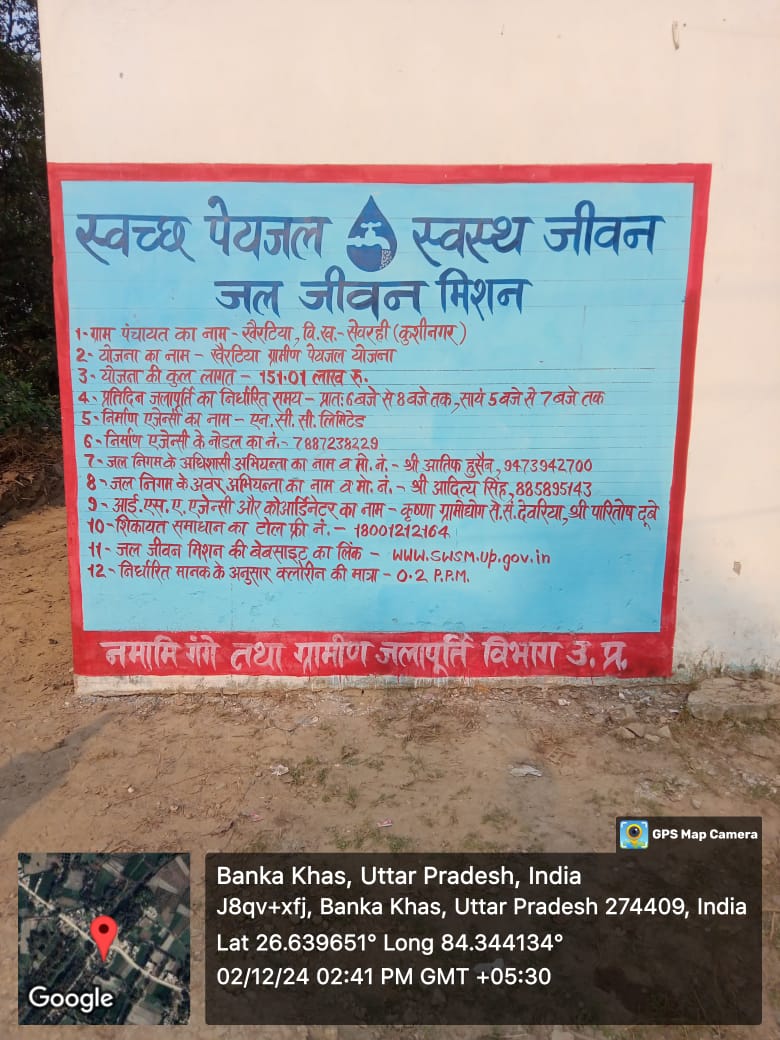 स्वच्छ पेयजल स्वस्थ जीवन
जल जीवन मिशन
1- ग्राम पंचायत का नाम - खैरटिया, वि.ख.- सेवरही (कुशीनगर)
2- योजना का नाम - खैरटिया ग्रामीण पेयजल योजना
3- योजना की कुल लागत - 151.01 लाख रु.
4- प्रतिदिन जलापूर्ति का निर्धारित समय - प्रात: 6 बजे से 8 बजे तक, सायं 5 बजे से 7 बजे तक
5- निर्माण एजेन्सी का नाम - एन. सी. सी. लिमिटेड
6- निर्माण एजेन्सी के नोडल का नं.- 7887238229
7- जल निगम के अधिशासी अभियन्ता का नाम व मो. नं. - श्री आतिफ हुसैन, 9473942700
8- जल निगम के अवर अभियन्ता का नाम व मो. नं. - श्री आदित्य सिंह, 885895143
9- आई. एस. ए. एजेन्सी और कोआर्डिनेटर का नाम - कृष्णा ग्रामोद्योग से. सं. देवरिया, श्री पारितोष दूबे
10- शिकायत समाधान का टोल फ्री नं. - 18001212164
11- जल जीवन मिशन की वेबसाइट का लिंक - www.swsm.up.gov.in
12- निर्धारित मानक के अनुसार क्लोरीन की मात्रा - 0.2 P.P.M.
नमामि गंगे तथा ग्रामीण जलापूर्ति विभाग उ. प्र.
GPS Map Camera
Banka Khas, Uttar Pradesh, India
J8qv+xfj, Banka Khas, Uttar Pradesh 274409, India
Lat 26.639651° Long 84.344134°
02/12/24 02:41 PM GMT +05:30
Google